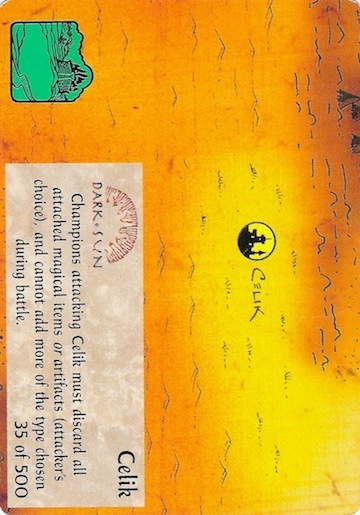 CELIK
DARK SUN
Celik
Champions attacking Celik must discard all
attached magical items or artifacts (attacker's
choice), and cannot add more of the type chosen
during battle.
35 of 500